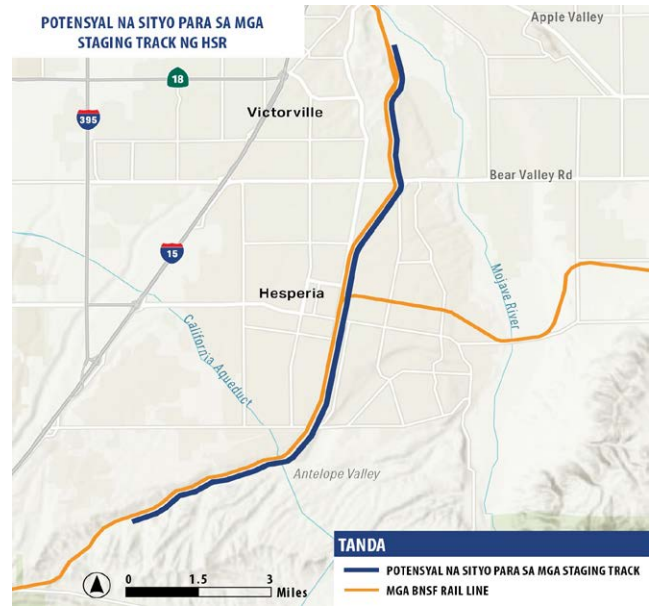 POTENSYAL NA SITYO PARA SA MGA
STAGING TRACK NG HSR
Apple Valley
18
395
Victorville
Bear Valley Rd
15
Mojave River
Hesperia
California Aqueduct
Antelope Valley
TANDA
POTENSYAL NA SITYO PARA SA MGA STAGING TRACK
MGA BNSF RAIL LINE
0 1.5 3
Miles